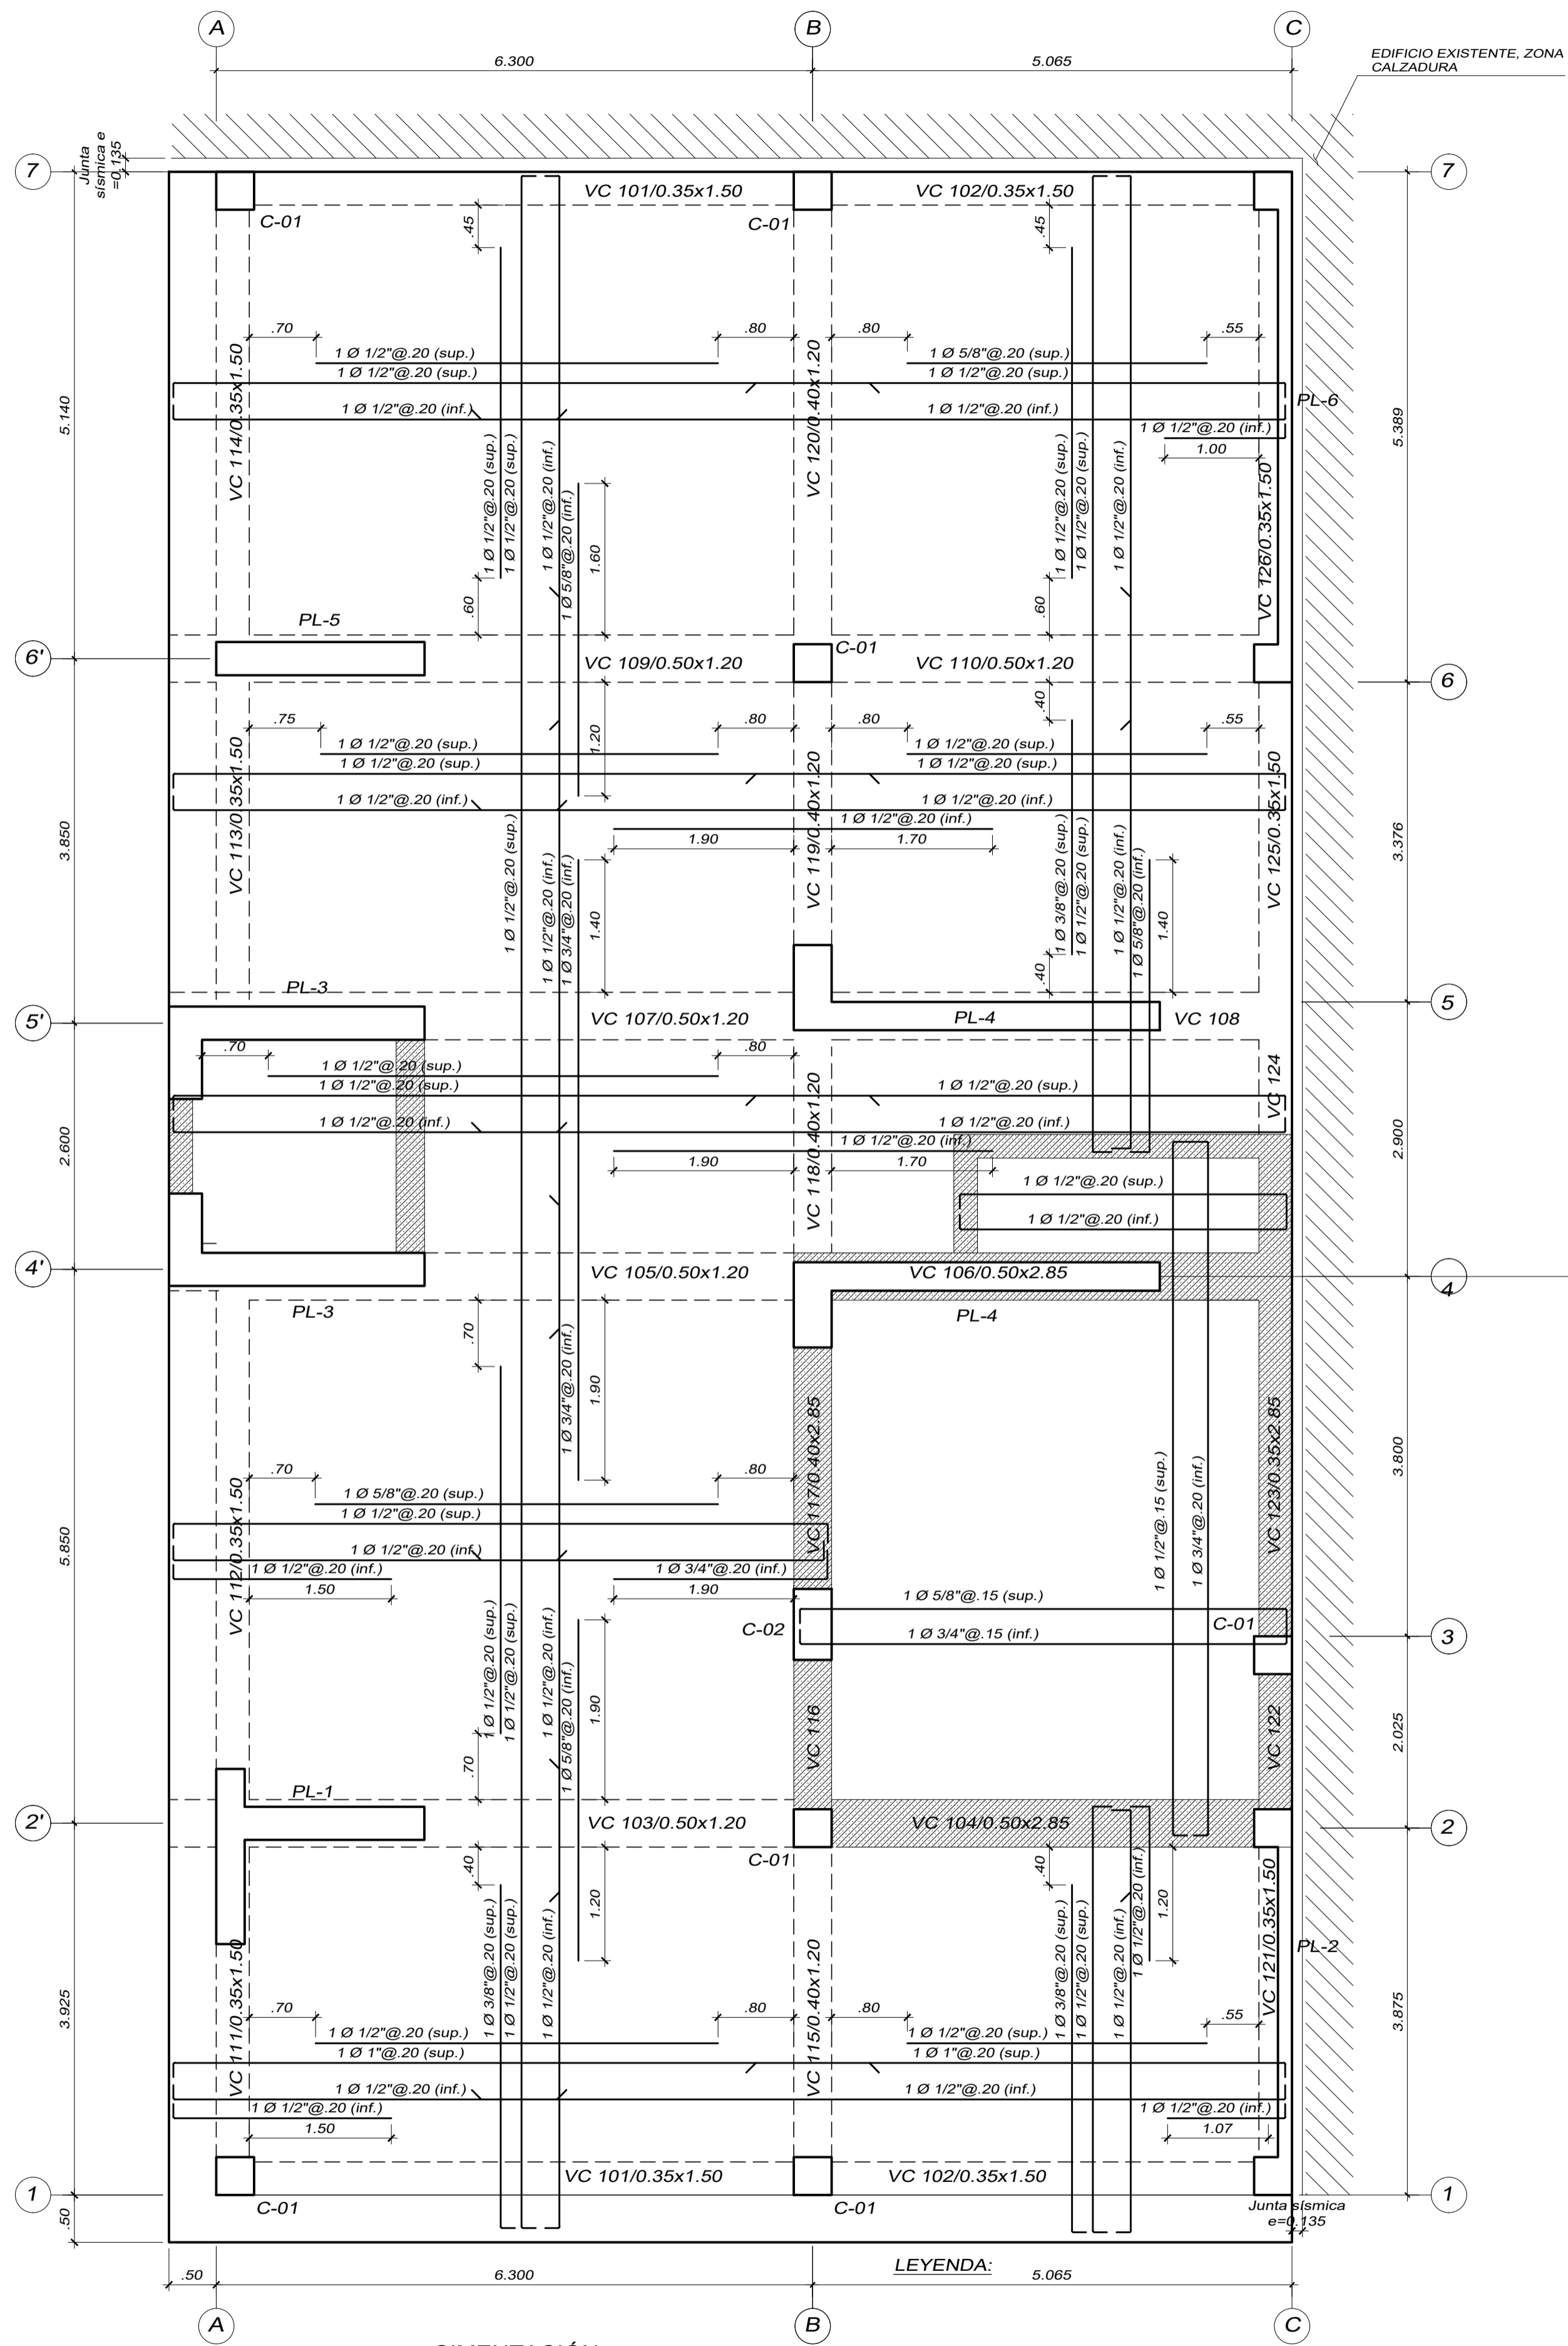 A
B
C
6.300
5.065
EDIFICIO EXISTENTE, ZONA
CALZADURA
Junta
sísmica e
=0.135
7
7
VC 101/0.35x1.50
VC 102/0.35x1.50
C-01
C-01
.45
.45
.70
.80
.80
.55
1 Ø 1/2"@.20 (sup.)
1 Ø 5/8"@.20 (sup.)
1 Ø 1/2"@.20 (sup.)
1 Ø 1/2"@.20 (sup.)
1 Ø 1/2"@.20 (inf.)
1 Ø 1/2"@.20 (inf.)
PL-6
1 Ø 1/2"@.20 (inf.)
1.00
5.140
5.389
VC 114/0.35x1.50
VC 120/0.40x1.20
VC 126/0.35x1.50
1 Ø 1/2"@.20 (sup.)
1 Ø 1/2"@.20 (sup.)
1 Ø 1/2"@.20 (inf.)
1 Ø 5/8"@.20 (inf.)
1.60
1 Ø 1/2"@.20 (sup.)
1 Ø 1/2"@.20 (sup.)
1 Ø 1/2"@.20 (inf.)
.60
.60
PL-5
6'
VC 109/0.50x1.20
C-01
VC 110/0.50x1.20
6
.75
.80
.80
.55
1.20
.40
1 Ø 1/2"@.20 (sup.)
1 Ø 1/2"@.20 (sup.)
1 Ø 1/2"@.20 (sup.)
1 Ø 1/2"@.20 (sup.)
1 Ø 1/2"@.20 (inf.)
1 Ø 1/2"@.20 (inf.)
1 Ø 1/2"@.20 (inf.)
1.90
1.70
3.850
3.376
VC 113/0.35x1.50
VC 119/0.40x1.20
VC 125/0.35x1.50
1 Ø 1/2"@.20 (sup.)
1 Ø 1/2"@.20 (inf.)
1 Ø 3/4"@.20 (inf.)
1.40
1 Ø 3/8"@.20 (sup.)
1 Ø 1/2"@.20 (sup.)
1 Ø 1/2"@.20 (inf.)
1 Ø 5/8"@.20 (inf.)
1.40
.40
PL-3
5'
VC 107/0.50x1.20
PL-4
VC 108
5
.70
.80
1 Ø 1/2"@.20 (sup.)
1 Ø 1/2"@.20 (sup.)
1 Ø 1/2"@.20 (sup.)
1 Ø 1/2"@.20 (inf.)
1 Ø 1/2"@.20 (inf.)
1 Ø 1/2"@.20 (inf.)
1.90
1.70
VC 124
2.600
2.900
VC 118/0.40x1.20
1 Ø 1/2"@.20 (sup.)
1 Ø 1/2"@.20 (inf.)
4'
VC 105/0.50x1.20
VC 106/0.50x2.85
4
PL-3
PL-4
.70
1 Ø 3/4"@.20 (inf.)
1.90
.70
.80
1 Ø 5/8"@.20 (sup.)
1 Ø 1/2"@.20 (sup.)
1 Ø 1/2"@.20 (inf.)
1 Ø 1/2"@.20 (inf.)
1 Ø 3/4"@.20 (inf.)
1.50
1.90
5.850
3.800
VC 112/0.35x1.50
VC 117/0.40x2.85
VC 123/0.35x2.85
1 Ø 1/2"@.15 (sup.)
1 Ø 3/4"@.20 (inf.)
1 Ø 5/8"@.15 (sup.)
C-02
C-01
1 Ø 3/4"@.15 (inf.)
3
1 Ø 1/2"@.20 (sup.)
1 Ø 1/2"@.20 (sup.)
1 Ø 1/2"@.20 (inf.)
1 Ø 5/8"@.20 (inf.)
1.90
.70
VC 116
VC 122
2.025
PL-1
2'
VC 103/0.50x1.20
VC 104/0.50x2.85
2
C-01
.40
1.20
.40
1.20
1 Ø 3/8"@.20 (sup.)
1 Ø 1/2"@.20 (sup.)
1 Ø 1/2"@.20 (inf.)
1 Ø 3/8"@.20 (sup.)
1 Ø 1/2"@.20 (sup.)
1 Ø 1/2"@.20 (inf.)
1 Ø 1/2"@.20 (inf.)
VC 111/0.35x1.50
VC 115/0.40x1.20
VC 121/0.35x1.50
PL-2
3.925
3.875
.70
.80
.80
.55
1 Ø 1/2"@.20 (sup.)
1 Ø 1/2"@.20 (sup.)
1 Ø 1"@.20 (sup.)
1 Ø 1"@.20 (sup.)
1 Ø 1/2"@.20 (inf.)
1 Ø 1/2"@.20 (inf.)
1 Ø 1/2"@.20 (inf.)
1 Ø 1/2"@.20 (inf.)
1.50
1.07
VC 101/0.35x1.50
VC 102/0.35x1.50
1
1
C-01
C-01
Junta sísmica
e=0.135
.50
LEYENDA:
.50
6.300
5.065
A
B
C
CIMENTACIÓN